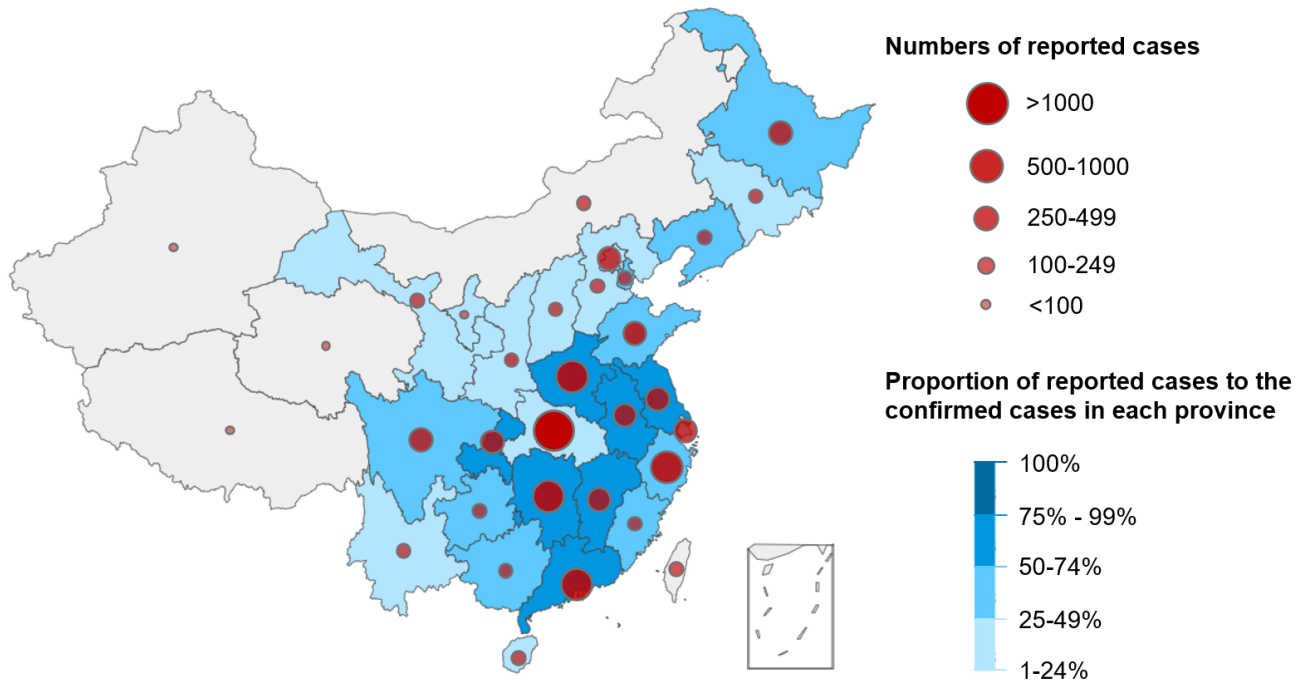 Numbers of reported cases
>1000
500-1000
250-499
100-249
<100
Proportion of reported cases to the
confirmed cases in each province
100%
75% - 99%
50-74%
25-49%
1-24%